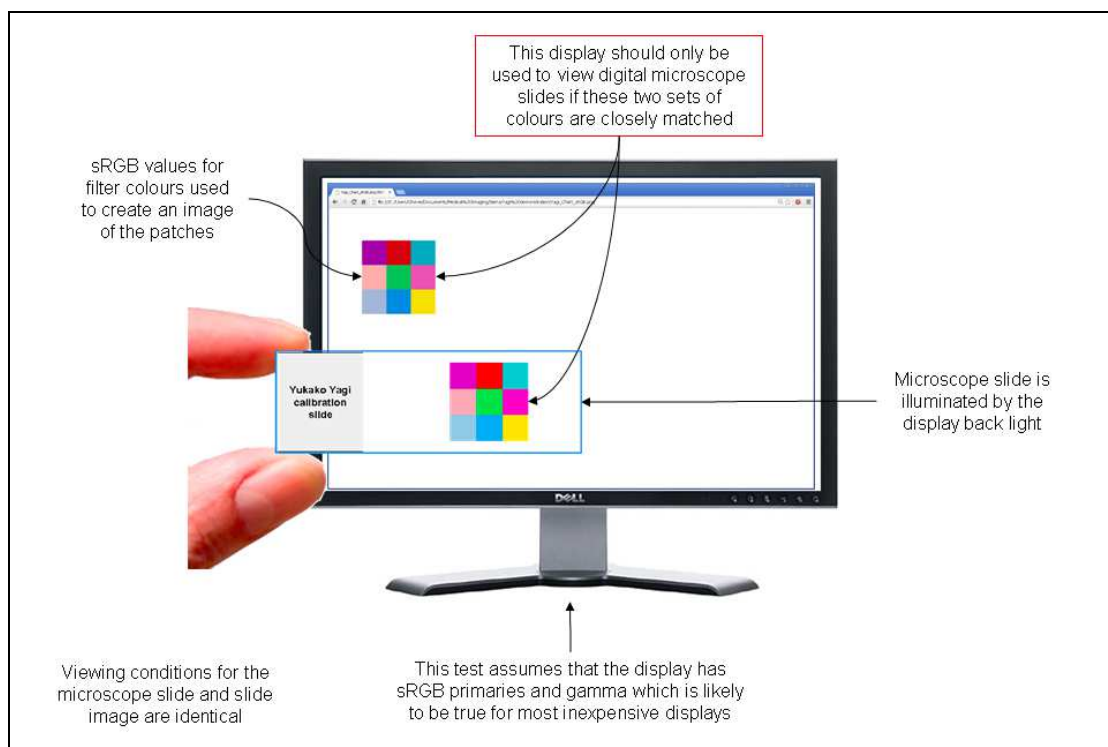 This display should only be
used to view digital microscope
slides if these two sets of
colours are closely matched
sRGB values for
filter colours used
to create an image
of the patches
Yukako Yagi
calibration
slide
Microscope slide is
illuminated by the
display back light
DELL
Viewing conditions for the
microscope slide and slide
image are identical
This test assumes that the display has
sRGB primaries and gamma which is likely
to be true for most inexpensive displays